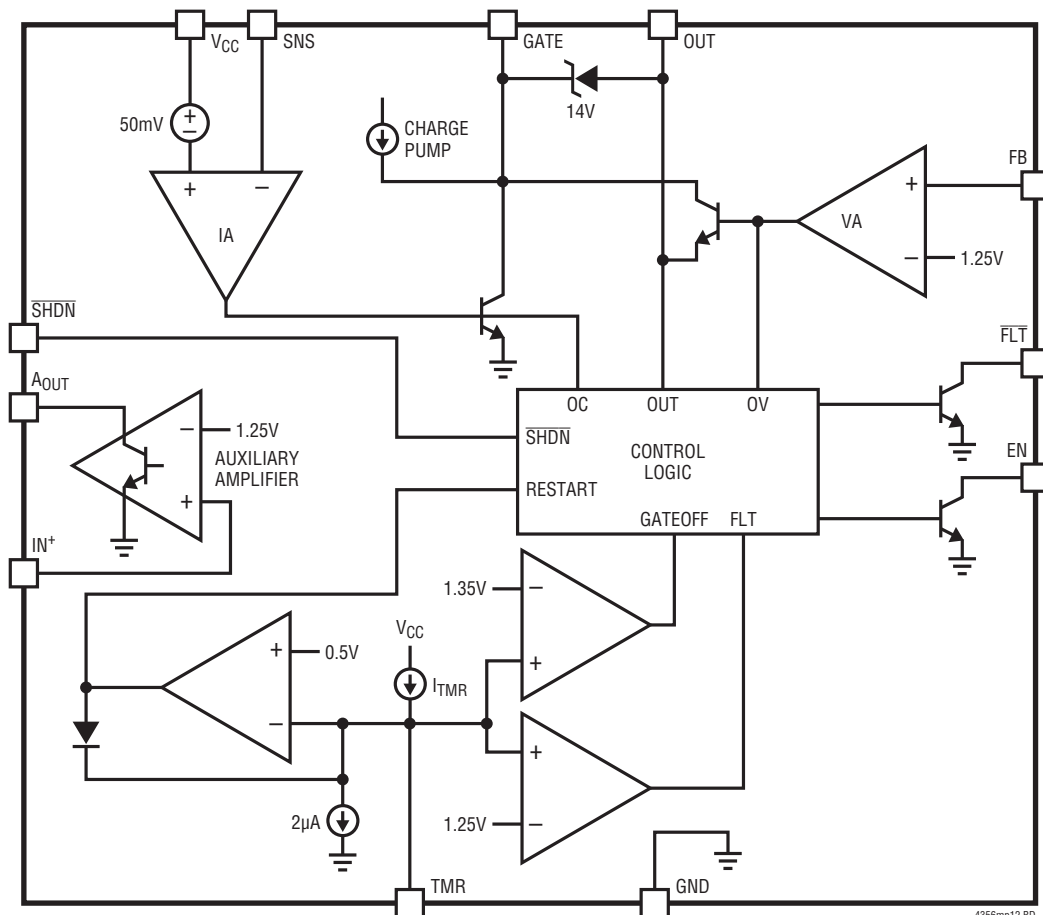 VCC
SNS
GATE
OUT
50mV
+
−
14V
CHARGE
PUMP
FB
+
−
IA
+
VA
−
1.25V
SHDN
FLT
AOUT
OC
OUT
OV
−
1.25V
SHDN
CONTROL
LOGIC
EN
AUXILIARY
AMPLIFIER
+
RESTART
GATEOFF
FLT
IN+
1.35V
−
VCC
+
0.5V
ITMR
+
−
+
2µA
1.25V
−
TMR
GND
4356mp12 BD